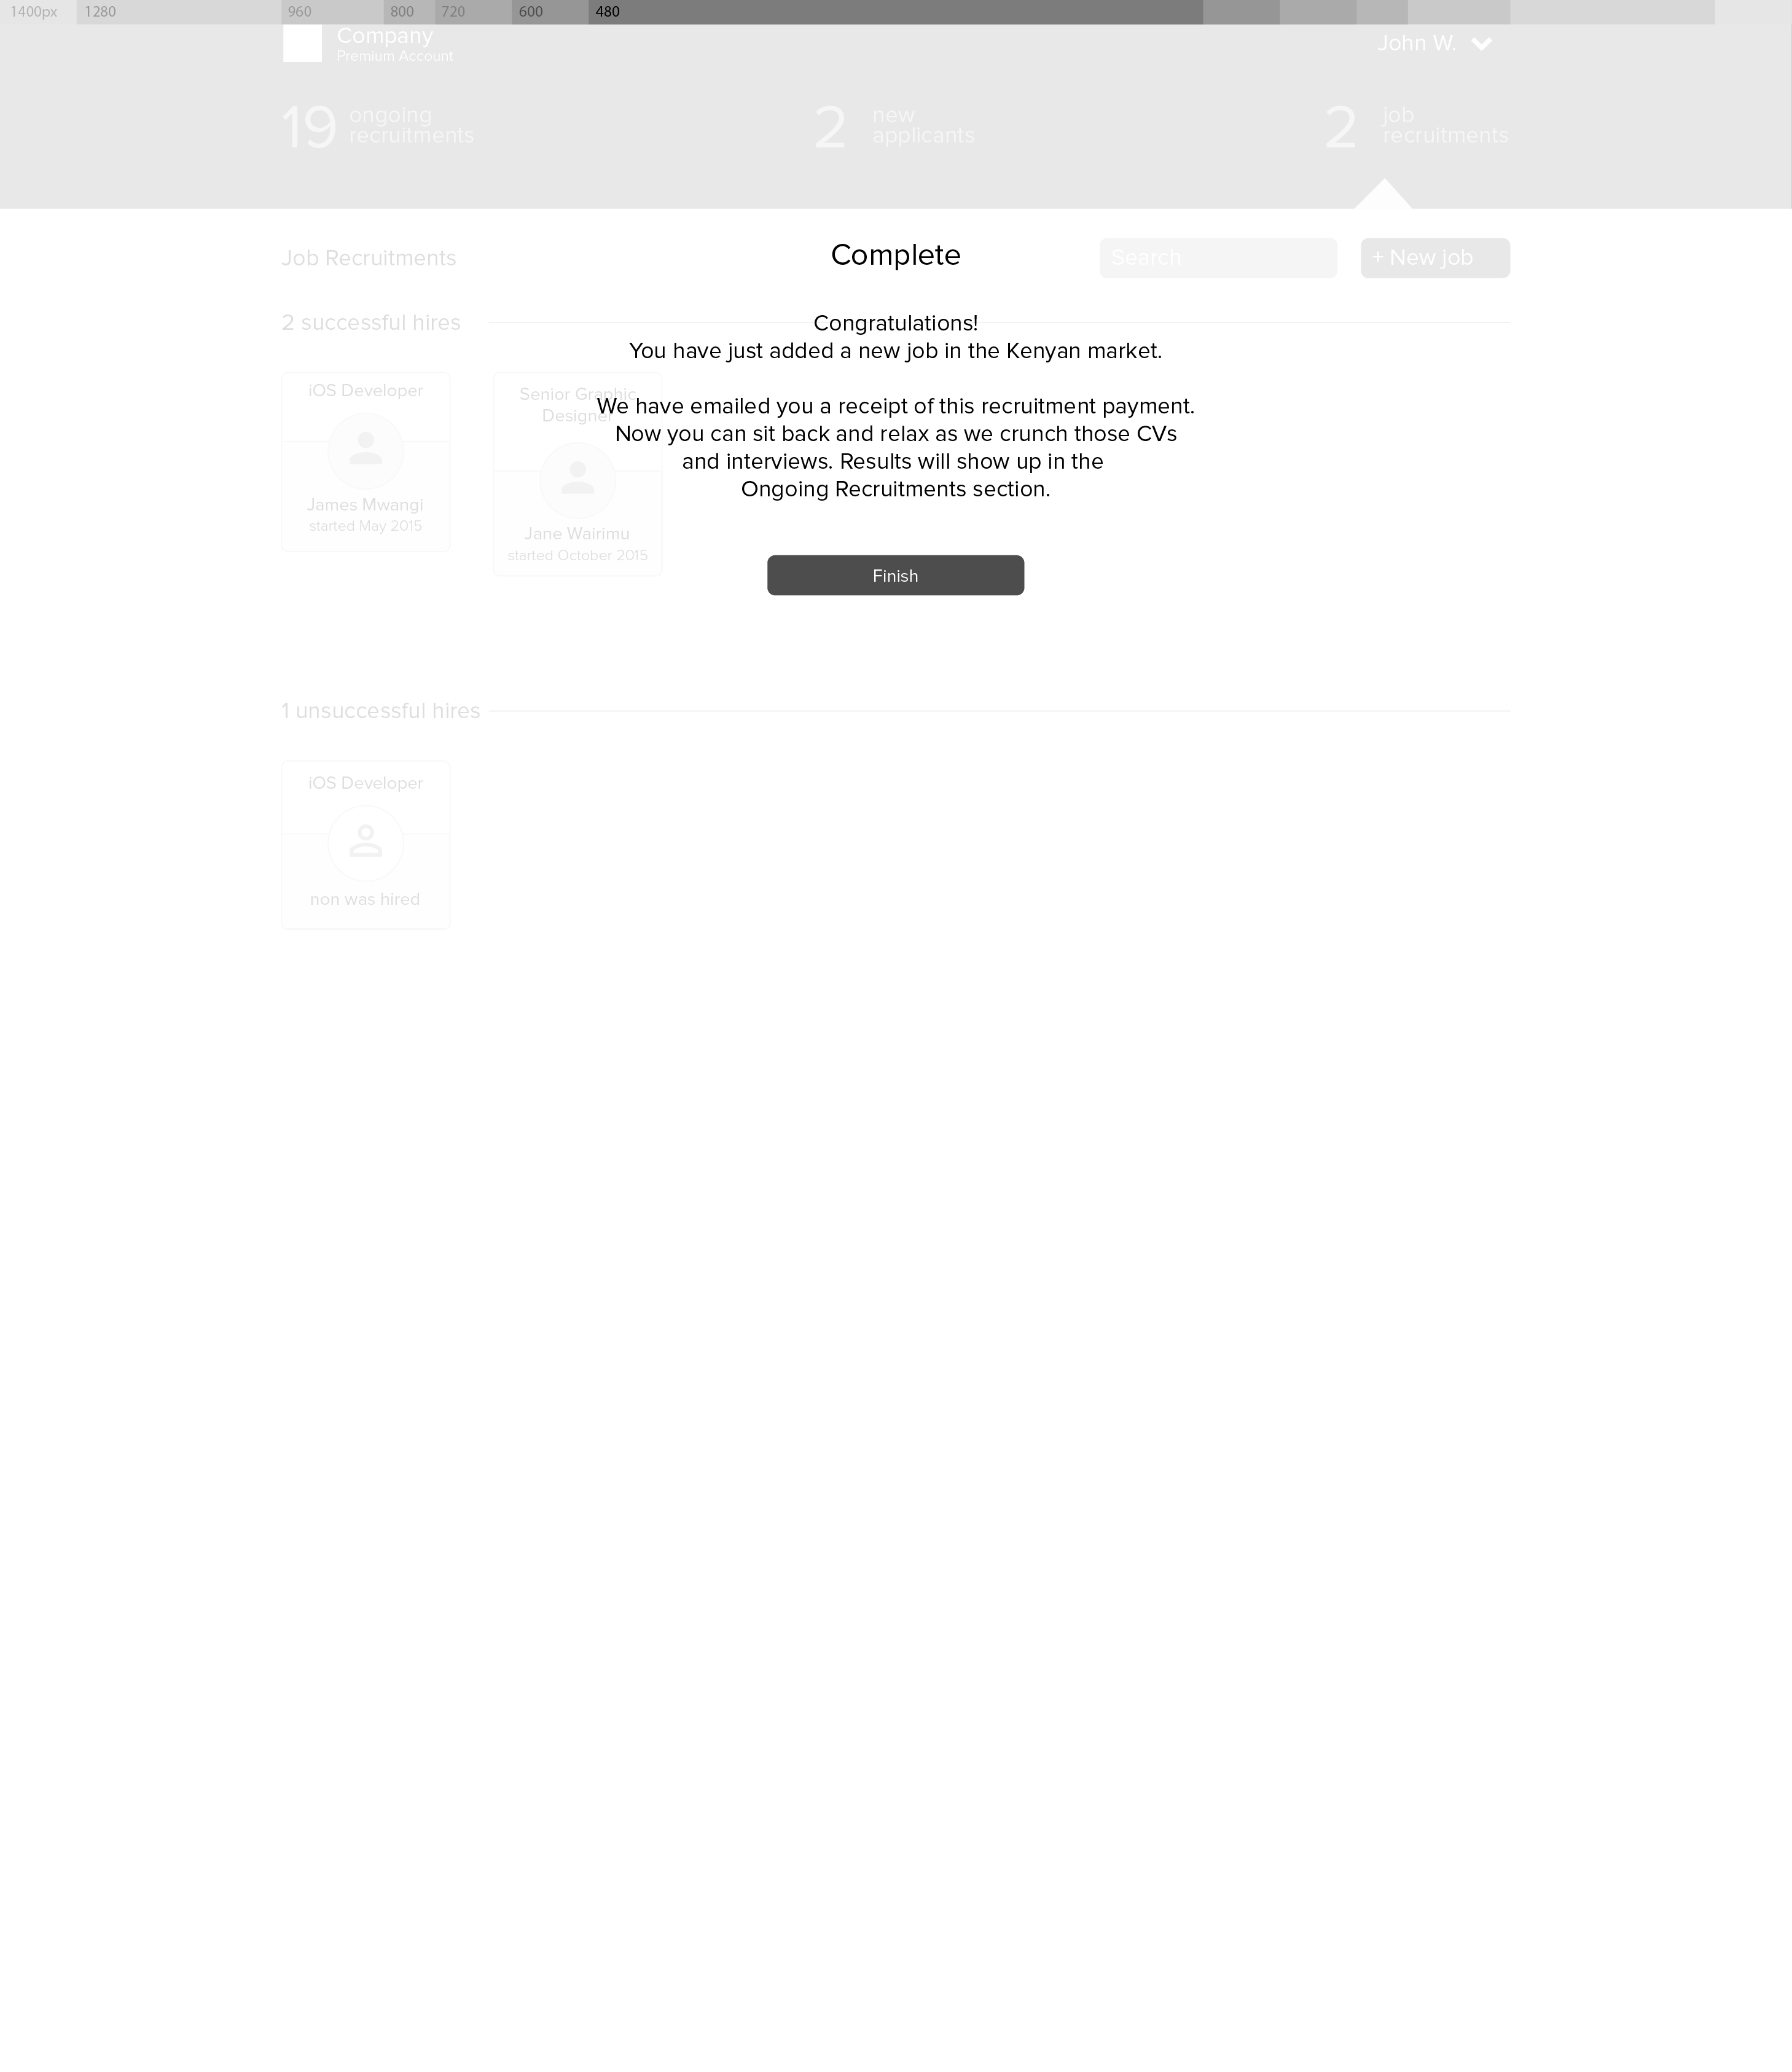 1400px 1280 960 800 720 600 480
Company
Premium Account
John W.
19 ongoing
recruitments
2 new
applicants
2 job
recruitments
Job Recruitments
Complete
Search
+ New job
2 successful hires
Congratulations!
You have just added a new job in the Kenyan market.
We have emailed you a receipt of this recruitment payment.
Now you can sit back and relax as we crunch those CVs
and interviews. Results will show up in the
Ongoing Recruitments section.
Finish
iOS Developer
James Mwangi
started May 2015
Senior Graphic
Designer
Jane Wairimu
started October 2015
1 unsuccessful hires
iOS Developer
non was hired